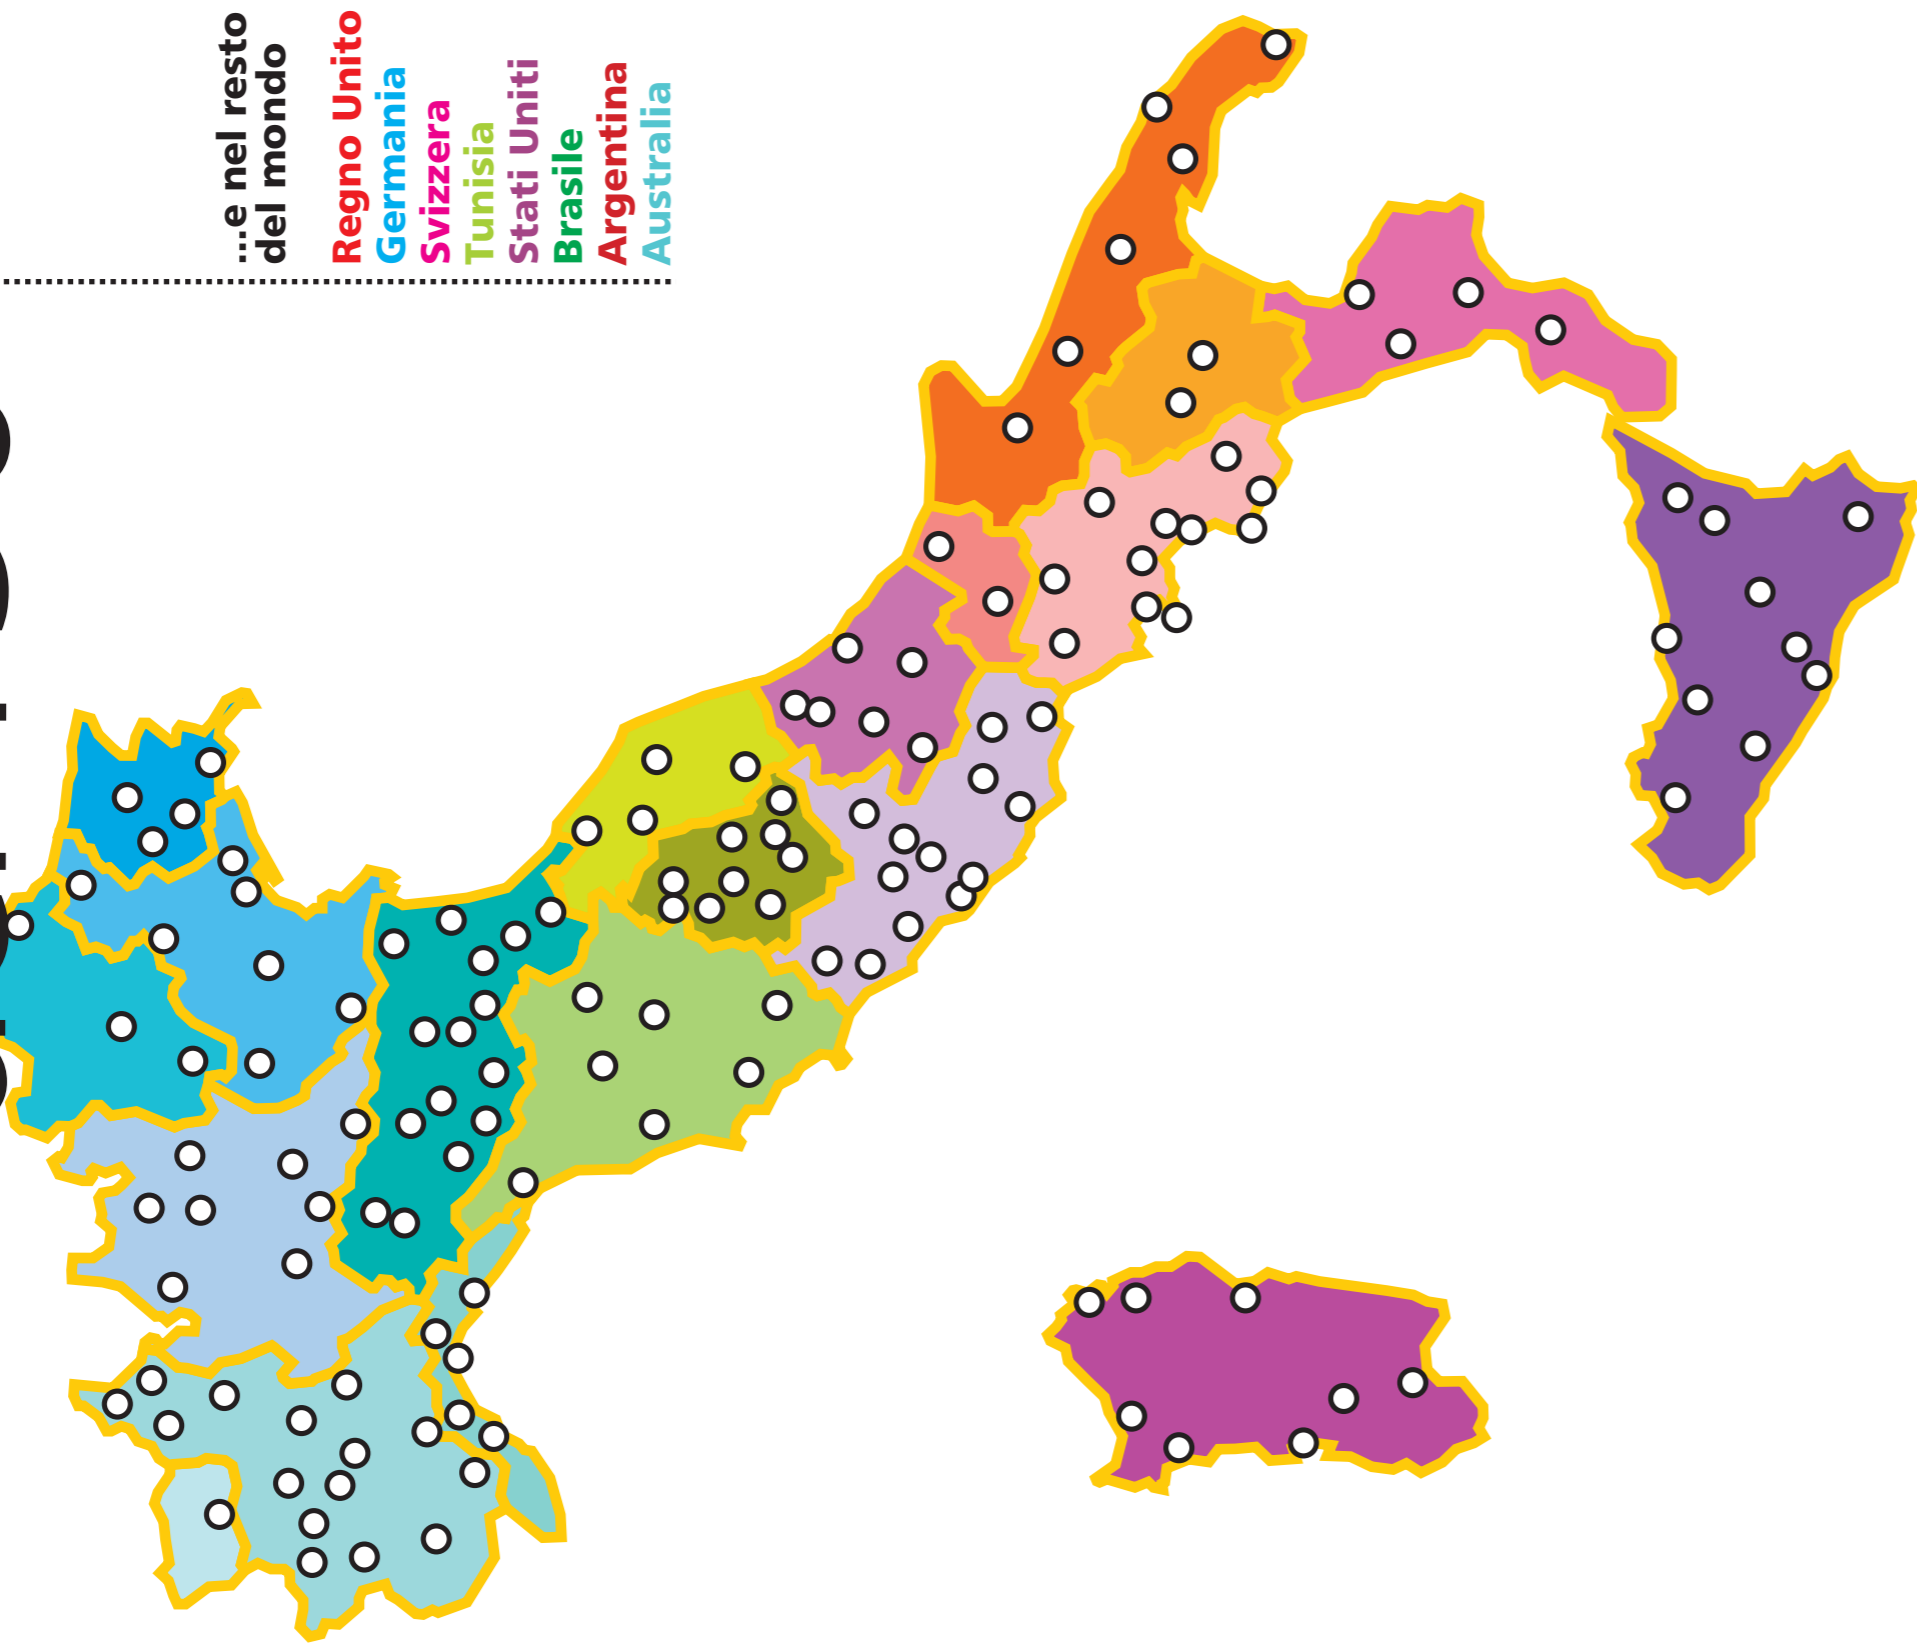 ...e nel resto
del mondo
Regno Unito
Germania
Svizzera
Tunisia
Stati Uniti
Brasile
Argentina
Australia